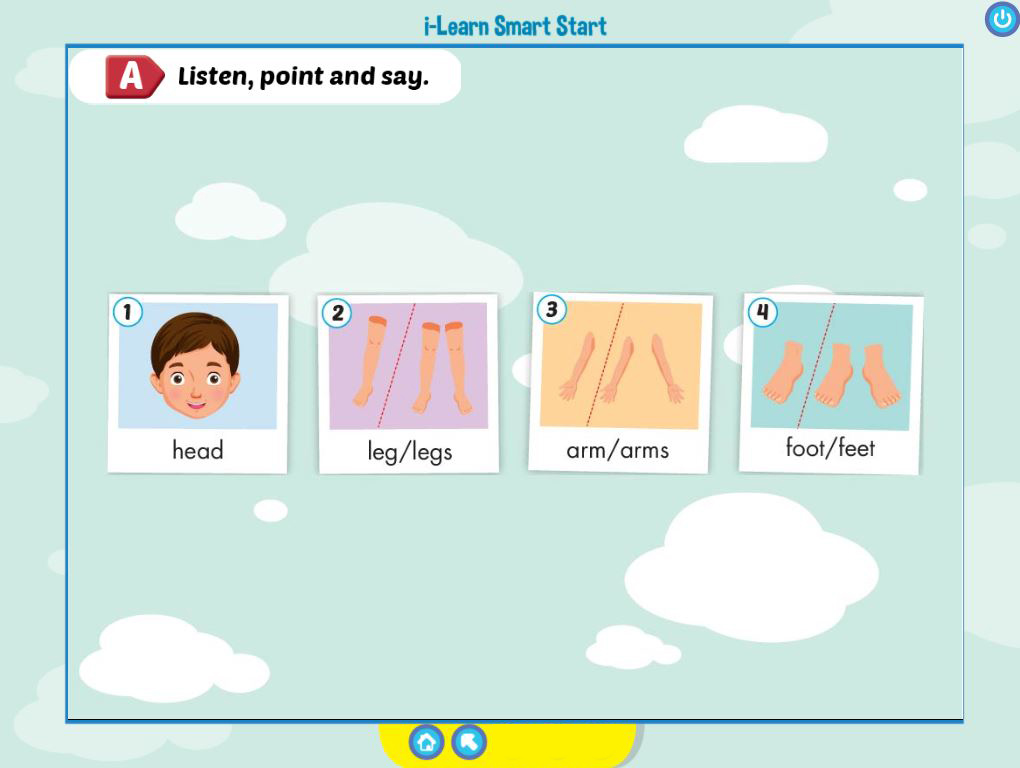 i-Learn Smart Start
A Listen, point and say.
1
head
2
leg/legs
3
arm/arms
4
foot/feet